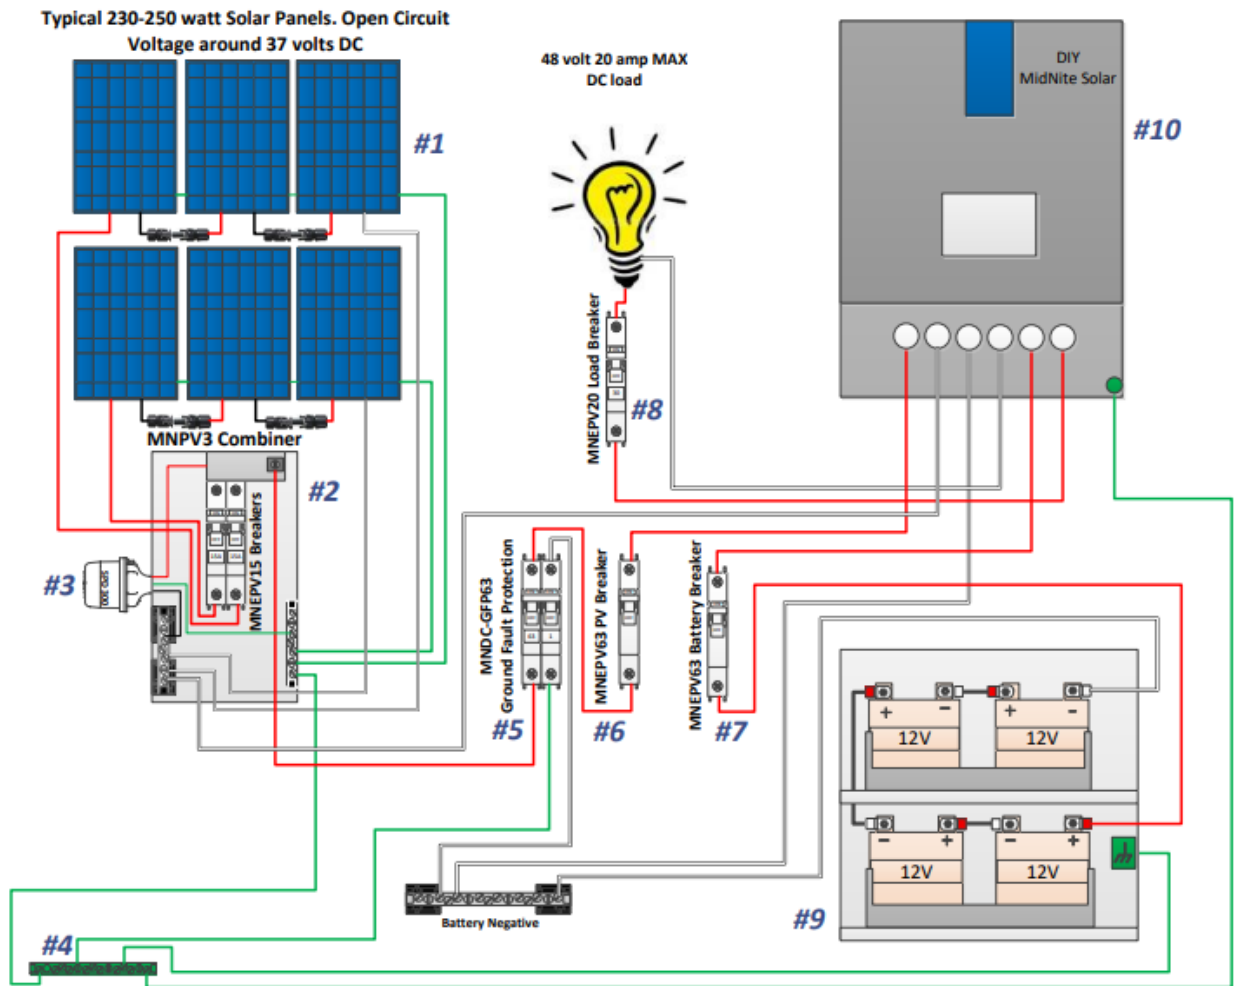 Typical 230-250 watt Solar Panels. Open Circuit
Voltage around 37 volts DC
#1
48 volt 20 amp MAX
DC load
DIY
MidNite Solar
#10
MNEPV20 Load Breaker
#8
MNPV3 Combiner
#2
MNEPV15 Breakers
#3
SPD 300
MNDC-GFP63
Ground Fault Protection
#5
MNEPV63 PV Breaker
#6
MNEPV63 Battery Breaker
#7
+ - + -
12V 12V
- + - +
12V 12V
#9
Battery Negative
#4